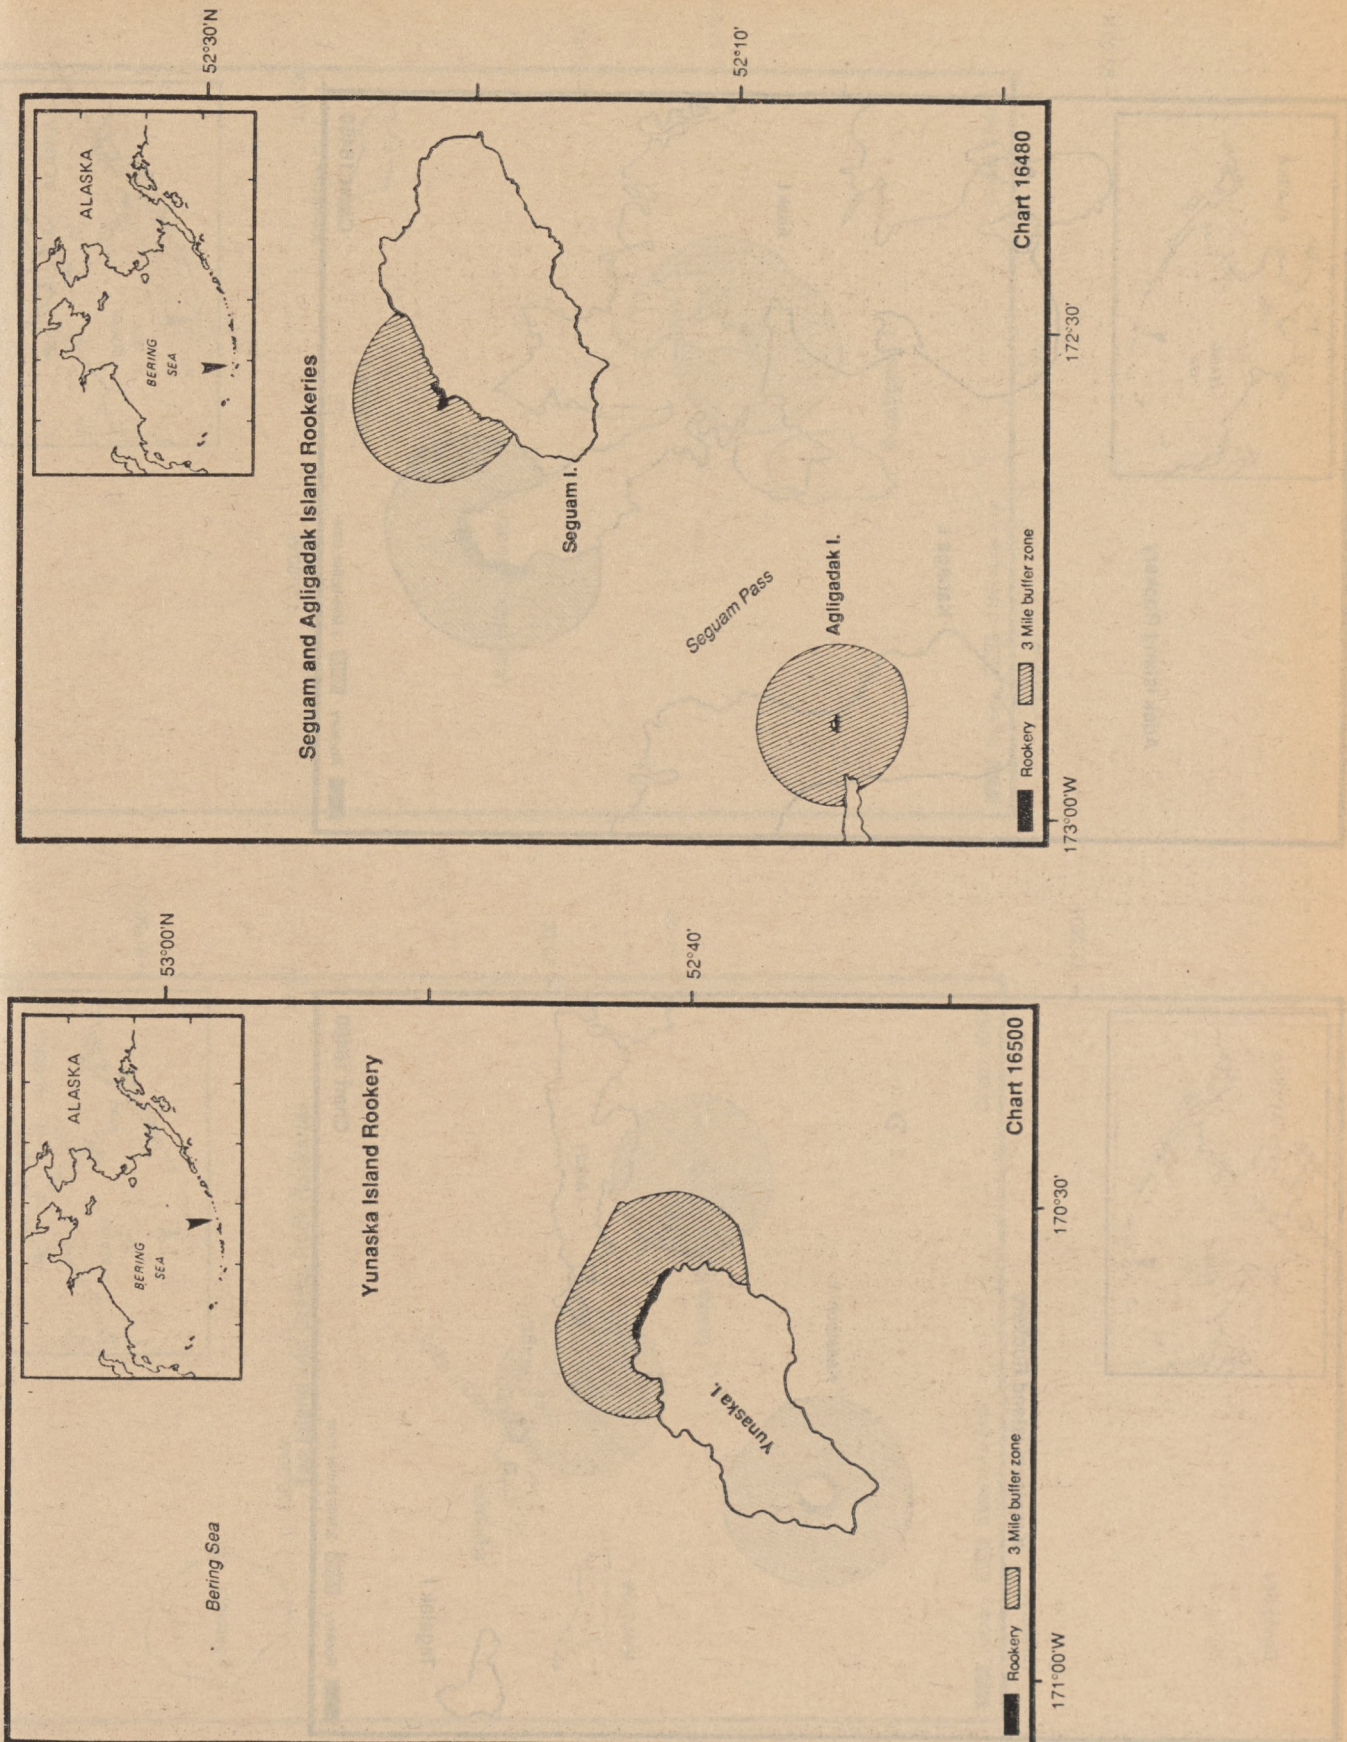 Yunaska Island Rookery
ALASKA
BERING
SEA
Bering Sea
53°00'N
52°40'
Yunaska I.
Rookery
3 Mile buffer zone
Chart 16500
171°00'W
170°30'
Seguam and Agligadak Island Rookeries
ALASKA
BERING
SEA
52°30'N
52°10'
Seguam I.
Seguam Pass
Agligadak I.
Rookery
3 Mile buffer zone
Chart 16480
173°00'W
172°30'